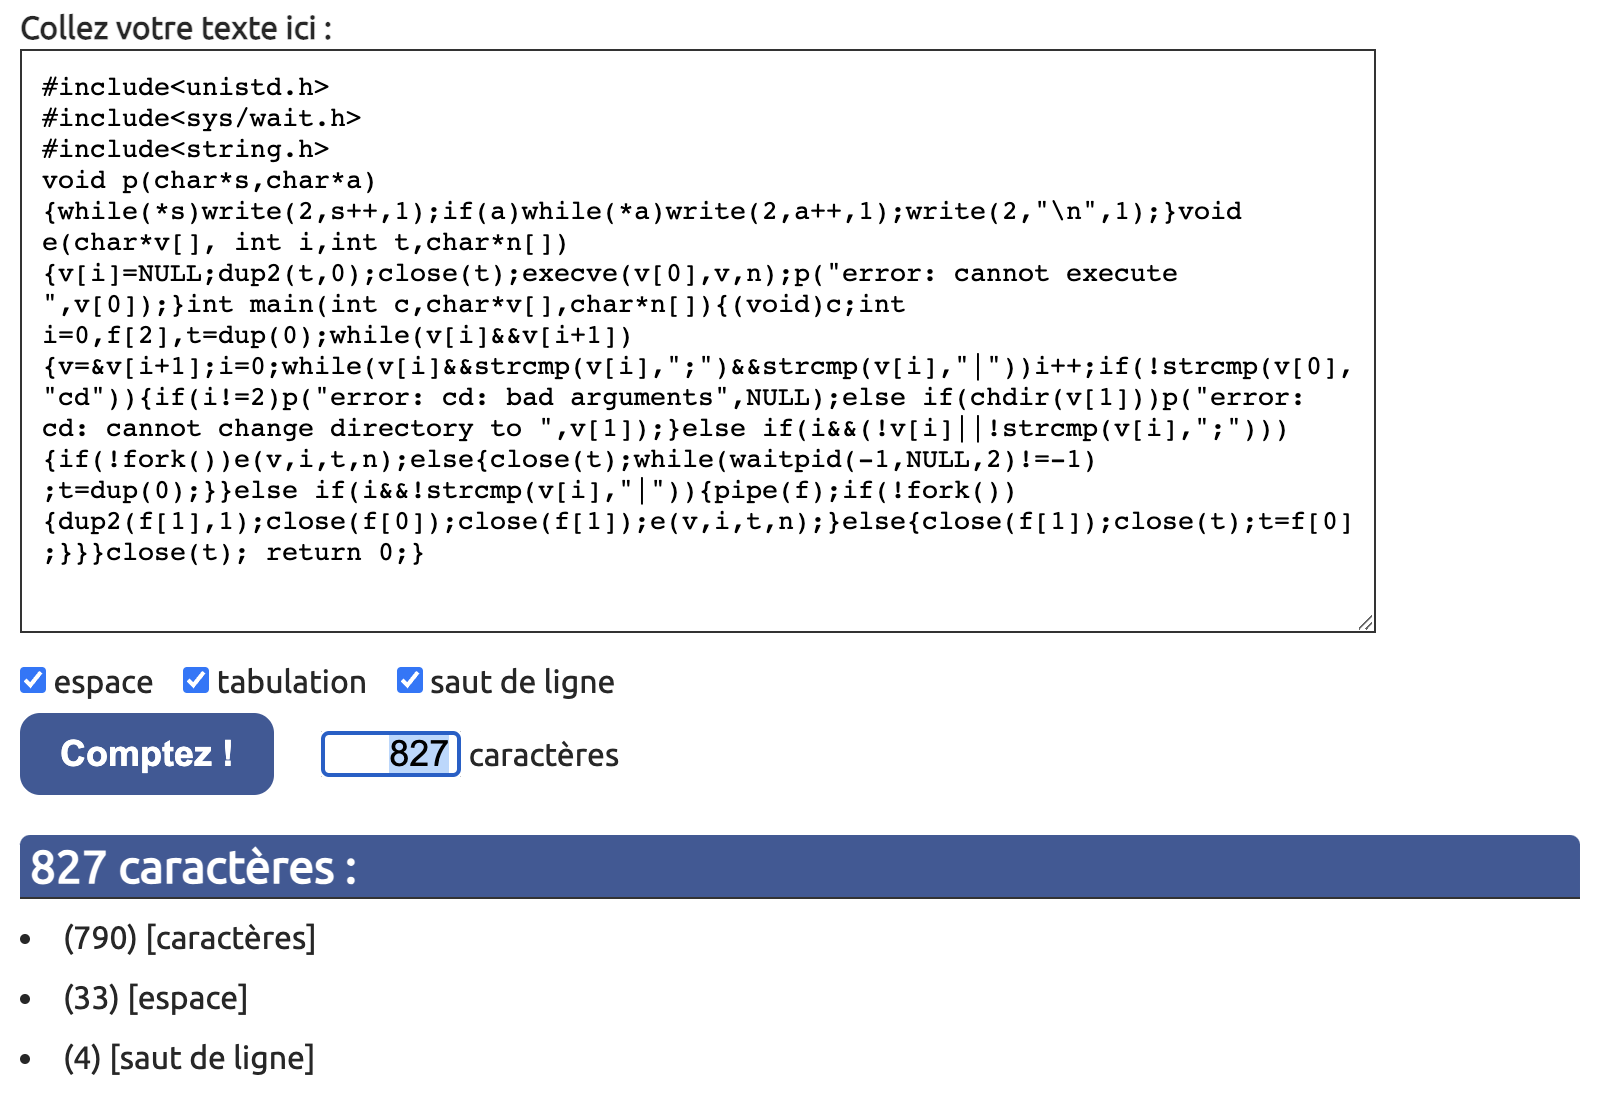 Collez votre texte ici :
#include<unistd.h>
#include<sys/wait.h>
#include<string.h>
void p(char*s,char*a)
{while(*s)write(2,s++,1);if(a)while(*a)write(2,a++,1);write(2,"\n",1);}void
e(char*v[], int i,int t,char*n[])
{v[i]=NULL;dup2(t,0);close(t);execve(v[0],v,n);p("error: cannot execute
",v[0]);}int main(int c,char*v[],char*n[]){(void)c;int
i=0,f[2],t=dup(0);while(v[i]&&v[i+1])
{v=&v[i+1];i=0;while(v[i]&&strcmp(v[i],";")&&strcmp(v[i],"|"))i++;if(!strcmp(v[0],
"cd")){if(i!=2)p("error: cd: bad arguments",NULL);else if(chdir(v[1]))p("error:
cd: cannot change directory to ",v[1]);}else if(i&&(!v[i]||!strcmp(v[i],";")))
{if(!fork())e(v,i,t,n);else{close(t);while(waitpid(-1,NULL,2)!=-1)
;t=dup(0);}}else if(i&&!strcmp(v[i],"|")){pipe(f);if(!fork())
{dup2(f[1],1);close(f[0]);close(f[1]);e(v,i,t,n);}else{close(f[1]);close(t);t=f[0]
;}}}close(t); return 0;}
espace tabulation saut de ligne
Comptez ! 827 caractères
827 caractères :
• (790) [caractères]
• (33) [espace]
• (4) [saut de ligne]